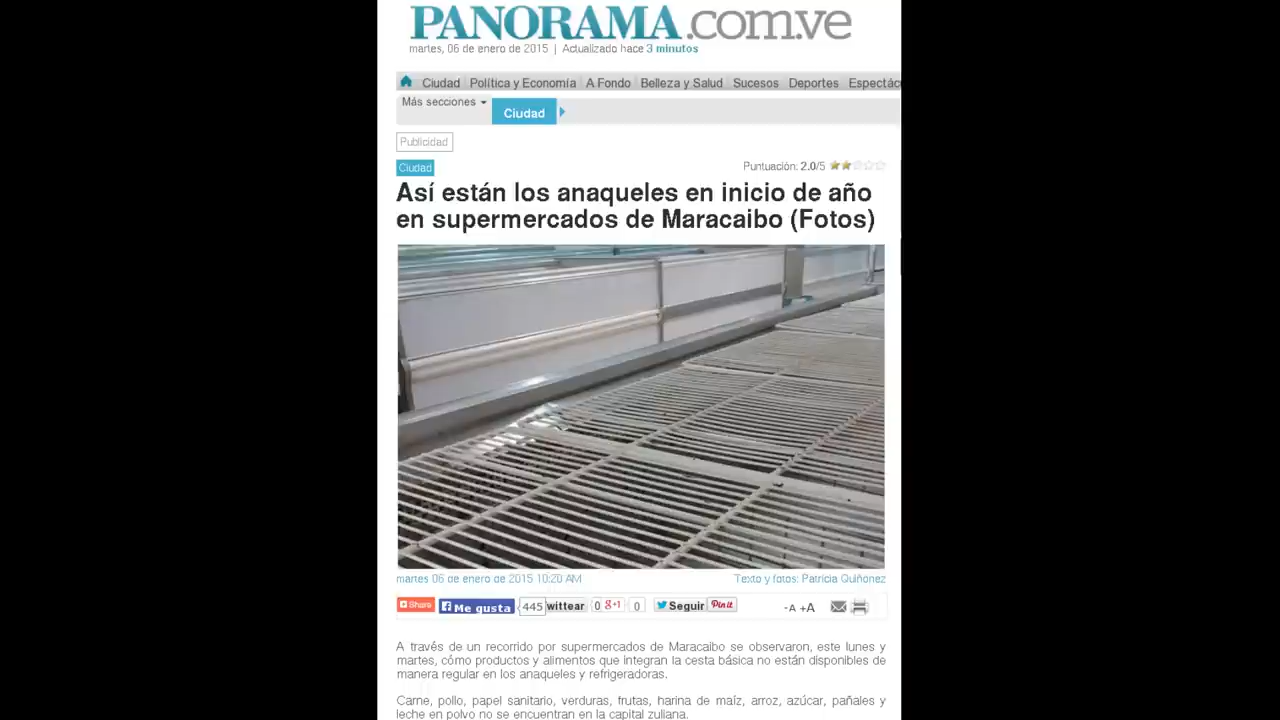 PANORAMA.com.ve
martes, 06 de enero de 2015 | Actualizado hace 3 minutos
Ciudad Política y Economía A Fondo Belleza y Salud Sucesos Deportes Espectác
Más secciones Ciudad
Publicidad
Ciudad Puntuación: 2.0/5
Así están los anaqueles en inicio de año
en supermercados de Maracaibo (Fotos)
martes 06 de enero de 2015 10:20 AM Texto y fotos: Patricia Quiñonez
Share Me gusta 445 wittear 0 g+1 0 Seguir Pin it -A +A
A través de un recorrido por supermercados de Maracaibo se observaron, este lunes y
martes, cómo productos y alimentos que integran la cesta básica no están disponibles de
manera regular en los anaqueles y refrigeradoras.
Carne, pollo, papel sanitario, verduras, frutas, harina de maíz, arroz, azúcar, pañales y
leche en polvo no se encuentran en la capital zuliana.